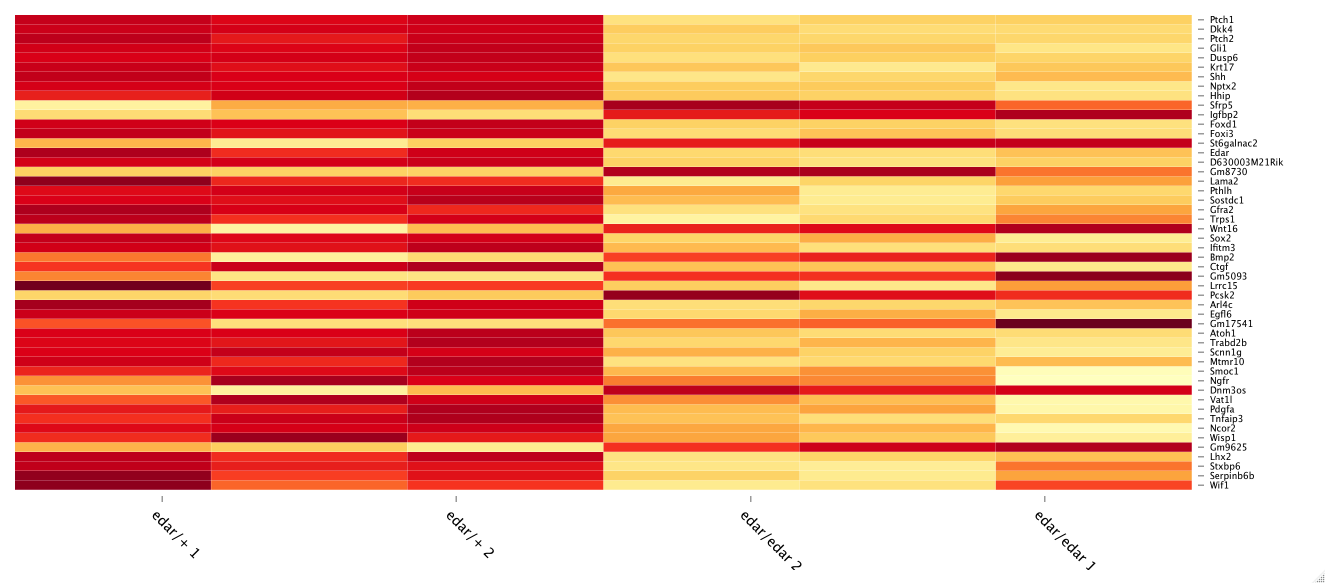 Ptch1
Dkk4
Ptch2
Gli1
Dusp6
Krt17
Shh
Nptx2
Hhip
Sfrp5
Igfbp2
Foxd1
Foxi3
St6galnac2
Edar
D630003M21Rik
Gm8730
Lama2
Pthlh
Sostdc1
Gfra2
Trps1
Wnt16
Sox2
Ifitm3
Bmp2
Ctgf
Gm5093
Lrrc15
Pcsk2
Arl4c
Egfl6
Gm17541
Atoh1
Trabd2b
Scnn1g
Mtmr10
Smoc1
Ngfr
Dnm3os
Vat1l
Pdgfa
Tnfaip3
Ncor2
Wisp1
Gm9625
Lhx2
Stxbp6
Serpinb6b
Wif1
edar/+ 1
edar/+ 2
edar/edar 2
edar/edar 1